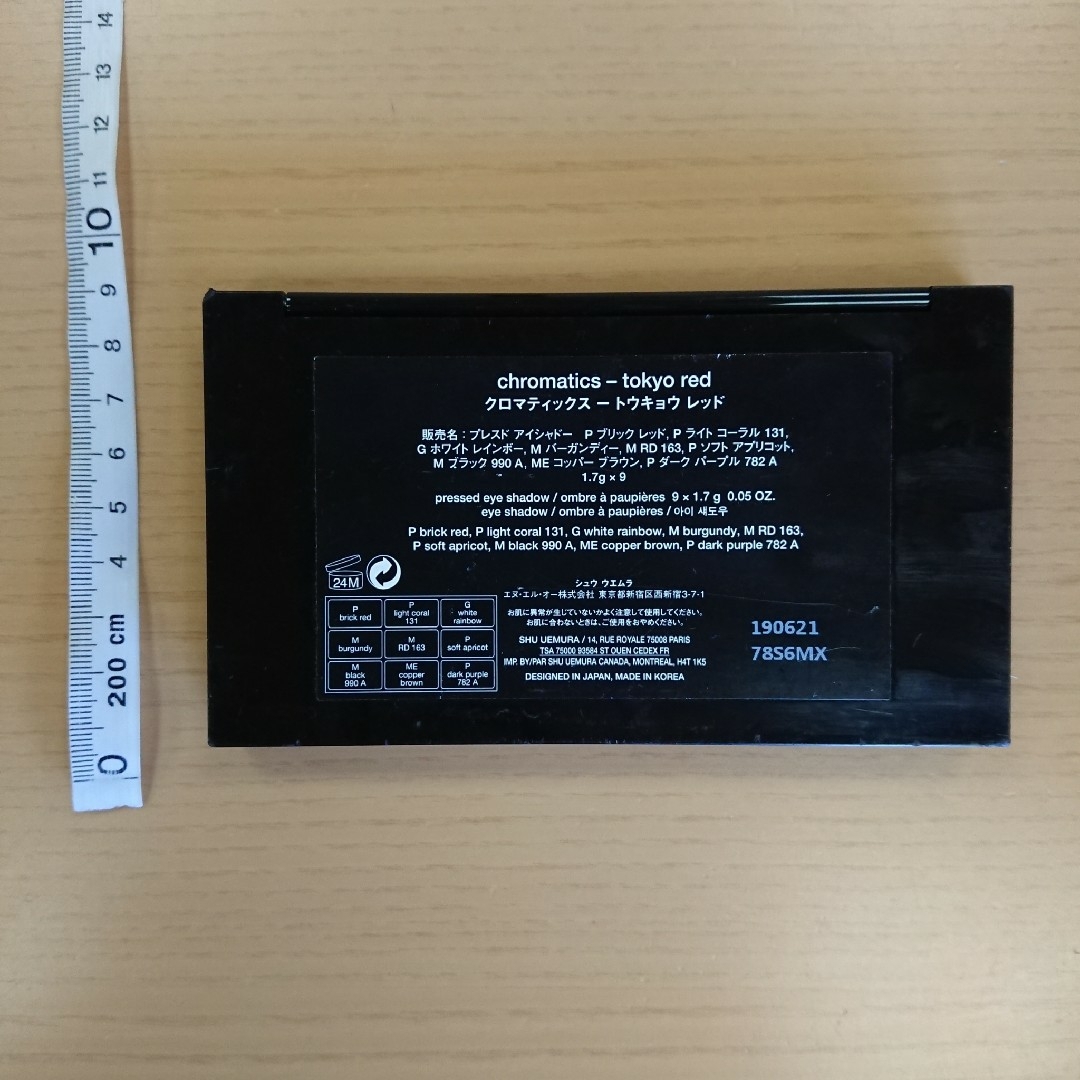 14
13
12
11
10
9
8
7
6
5
4
200 cm
0
chromatics – tokyo red
クロマティックス ー トウキョウ レッド
販売名：プレスド アイシャドー　P ブリック レッド, P ライト コーラル 131,
G ホワイト レインボー, M バーガンディー, M RD 163, P ソフト アプリコット,
M ブラック 990 A, ME コッパー ブラウン, P ダーク パープル 782 A
1.7g × 9
pressed eye shadow / ombre à paupières 9 × 1.7 g 0.05 OZ.
eye shadow / ombre à paupières / 아이 섀도우
P brick red, P light coral 131, G white rainbow, M burgundy, M RD 163,
P soft apricot, M black 990 A, ME copper brown, P dark purple 782 A
24M
P brick red
P light coral 131
G white rainbow
M burgundy
M RD 163
P soft apricot
M black 990 A
ME copper brown
P dark purple 782 A
シュウ ウエムラ
エヌ・エル・オー株式会社 東京都新宿区西新宿3-7-1
お肌に異常が生じていないかよく注意して使用してください。
お肌に合わないときは、ご使用をおやめください。
SHU UEMURA / 14, RUE ROYALE 75008 PARIS
TSA 75000 93584 ST OUEN CEDEX FR
IMP. BY/PAR SHU UEMURA CANADA, MONTREAL, H4T 1K5
DESIGNED IN JAPAN, MADE IN KOREA
190621
78S6MX